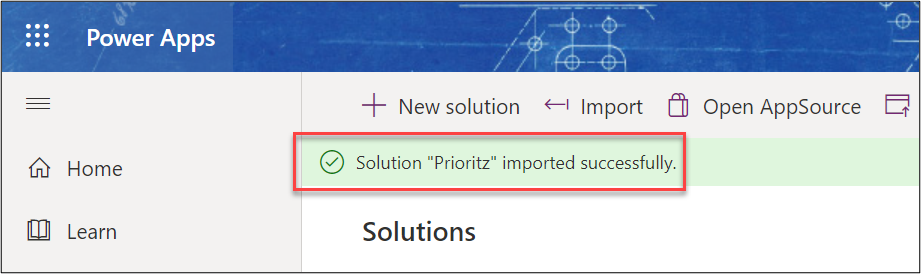 Power Apps
New solution Import Open AppSource
Solution "Prioritz" imported successfully.
Home
Learn
Solutions